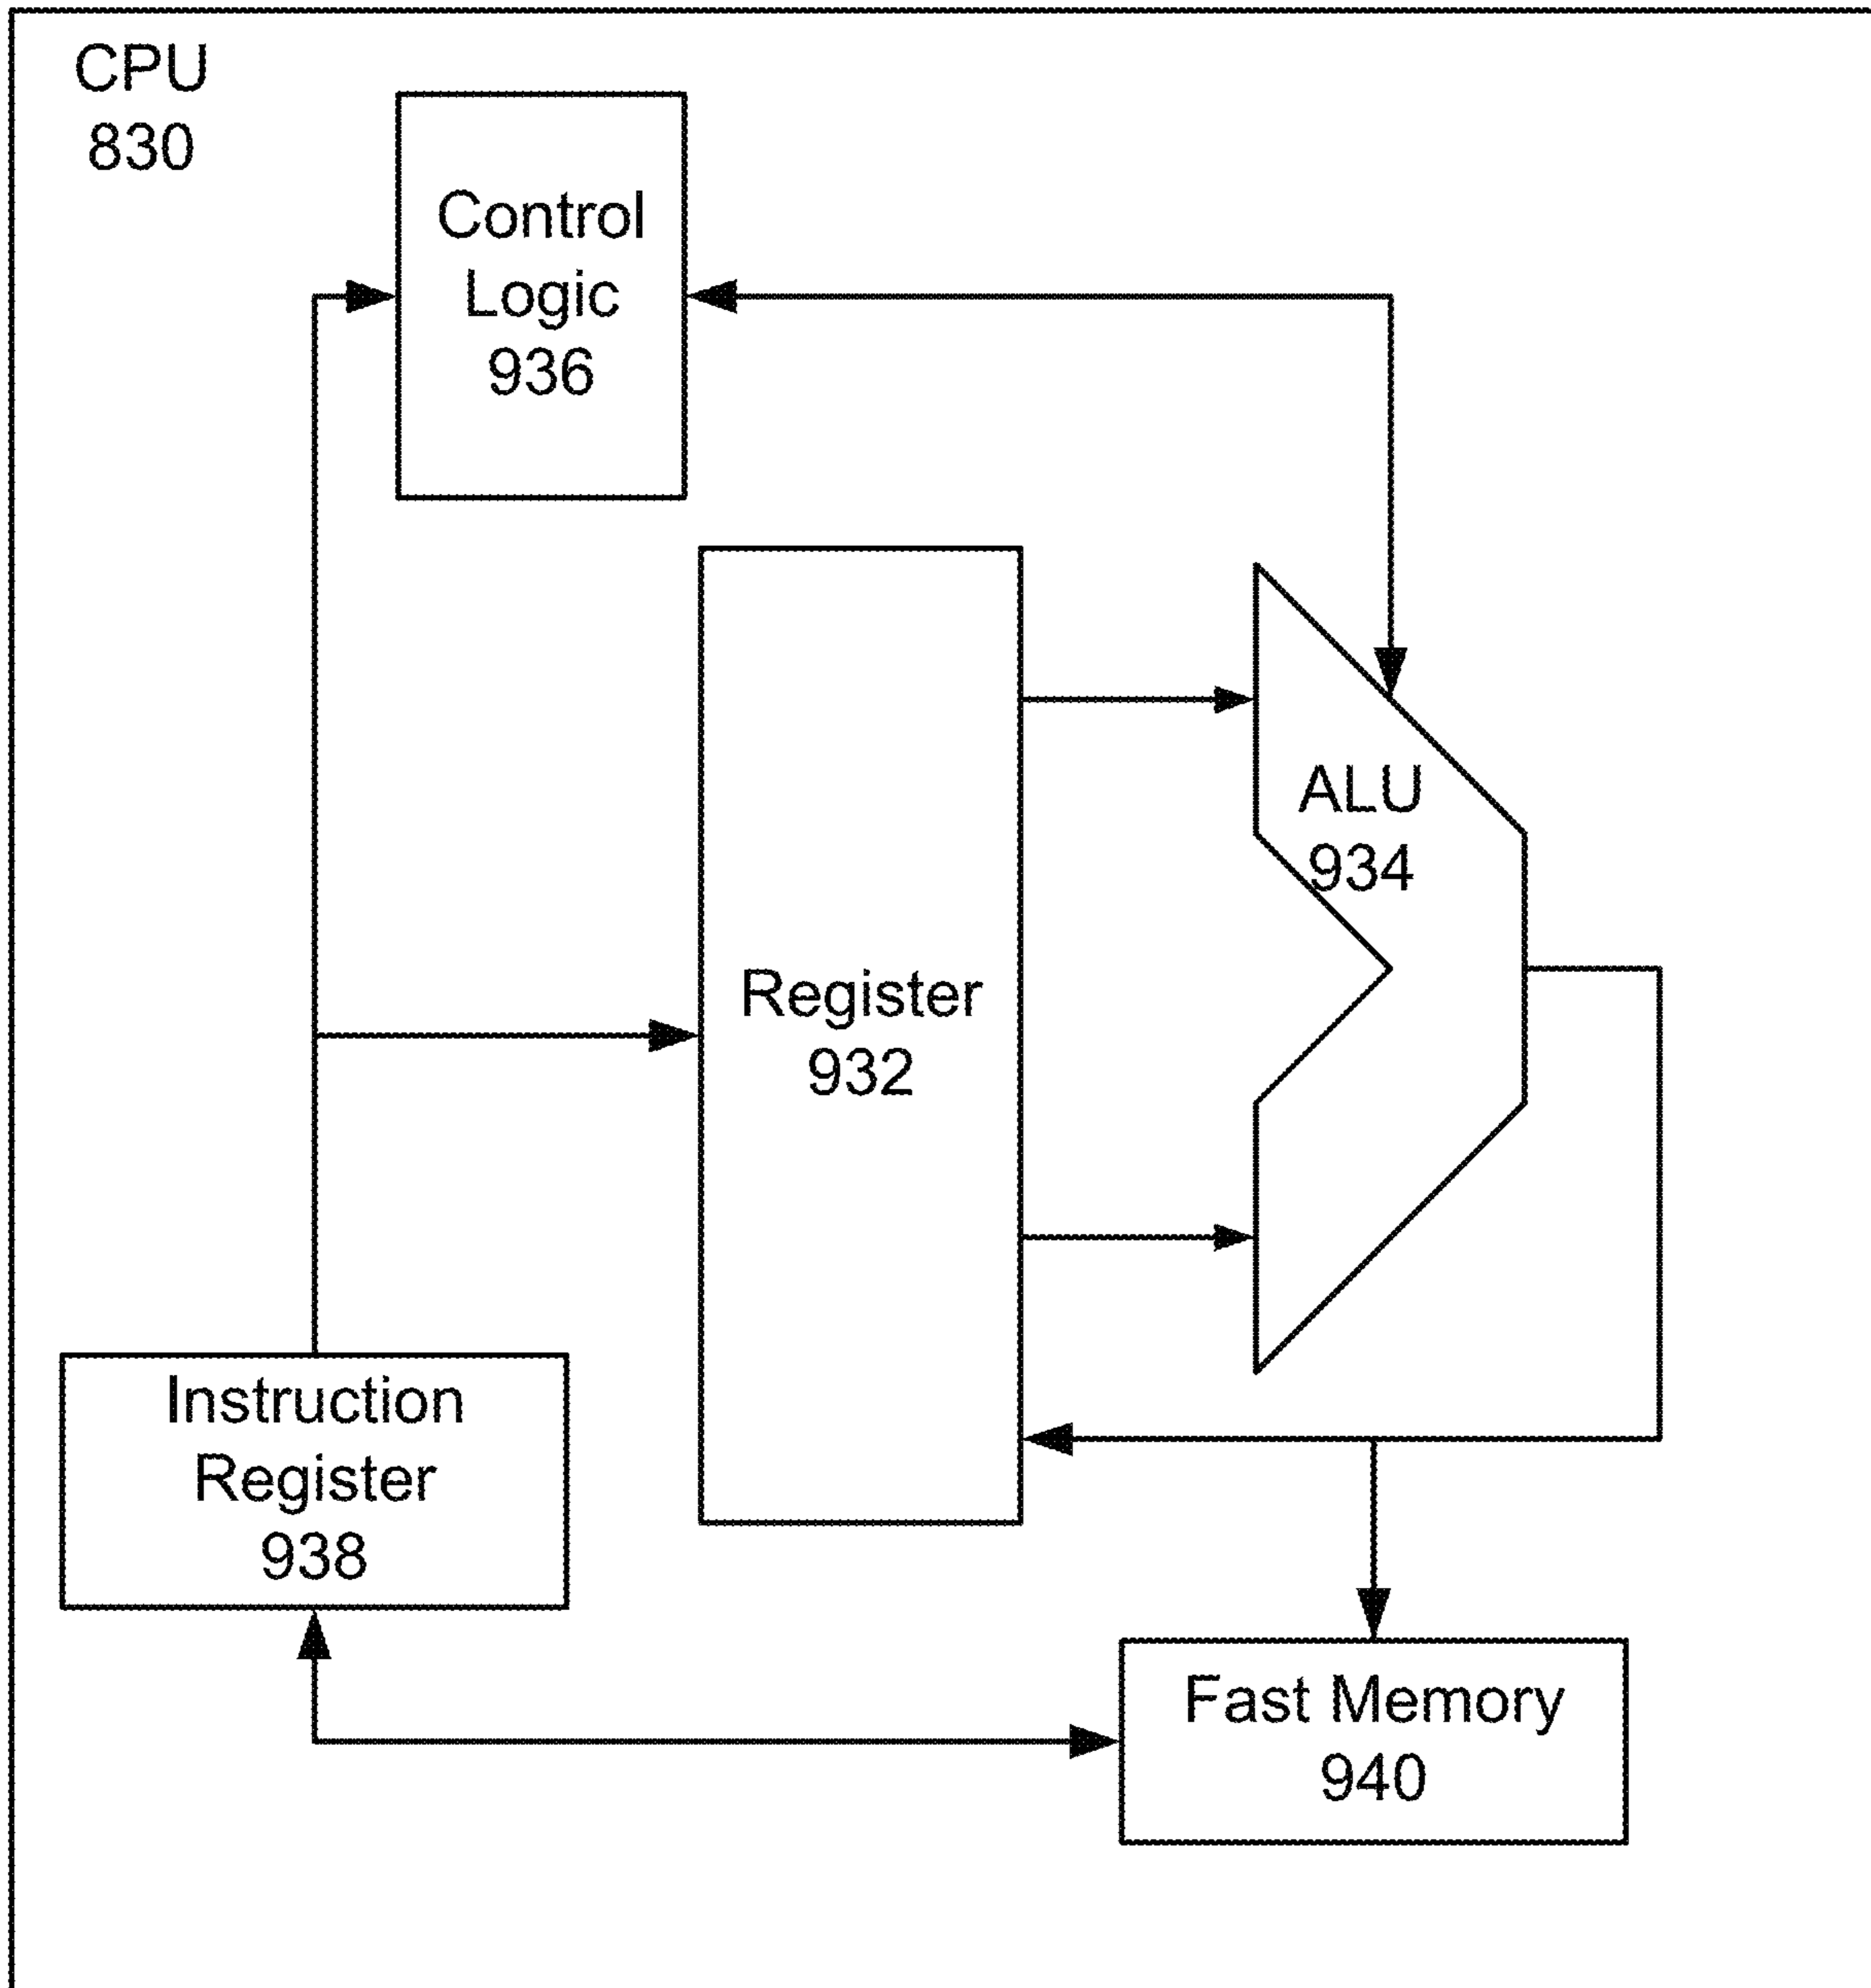 CPU
830
Control
Logic
936
ALU
934
Register
932
Instruction
Register
938
Fast Memory
940